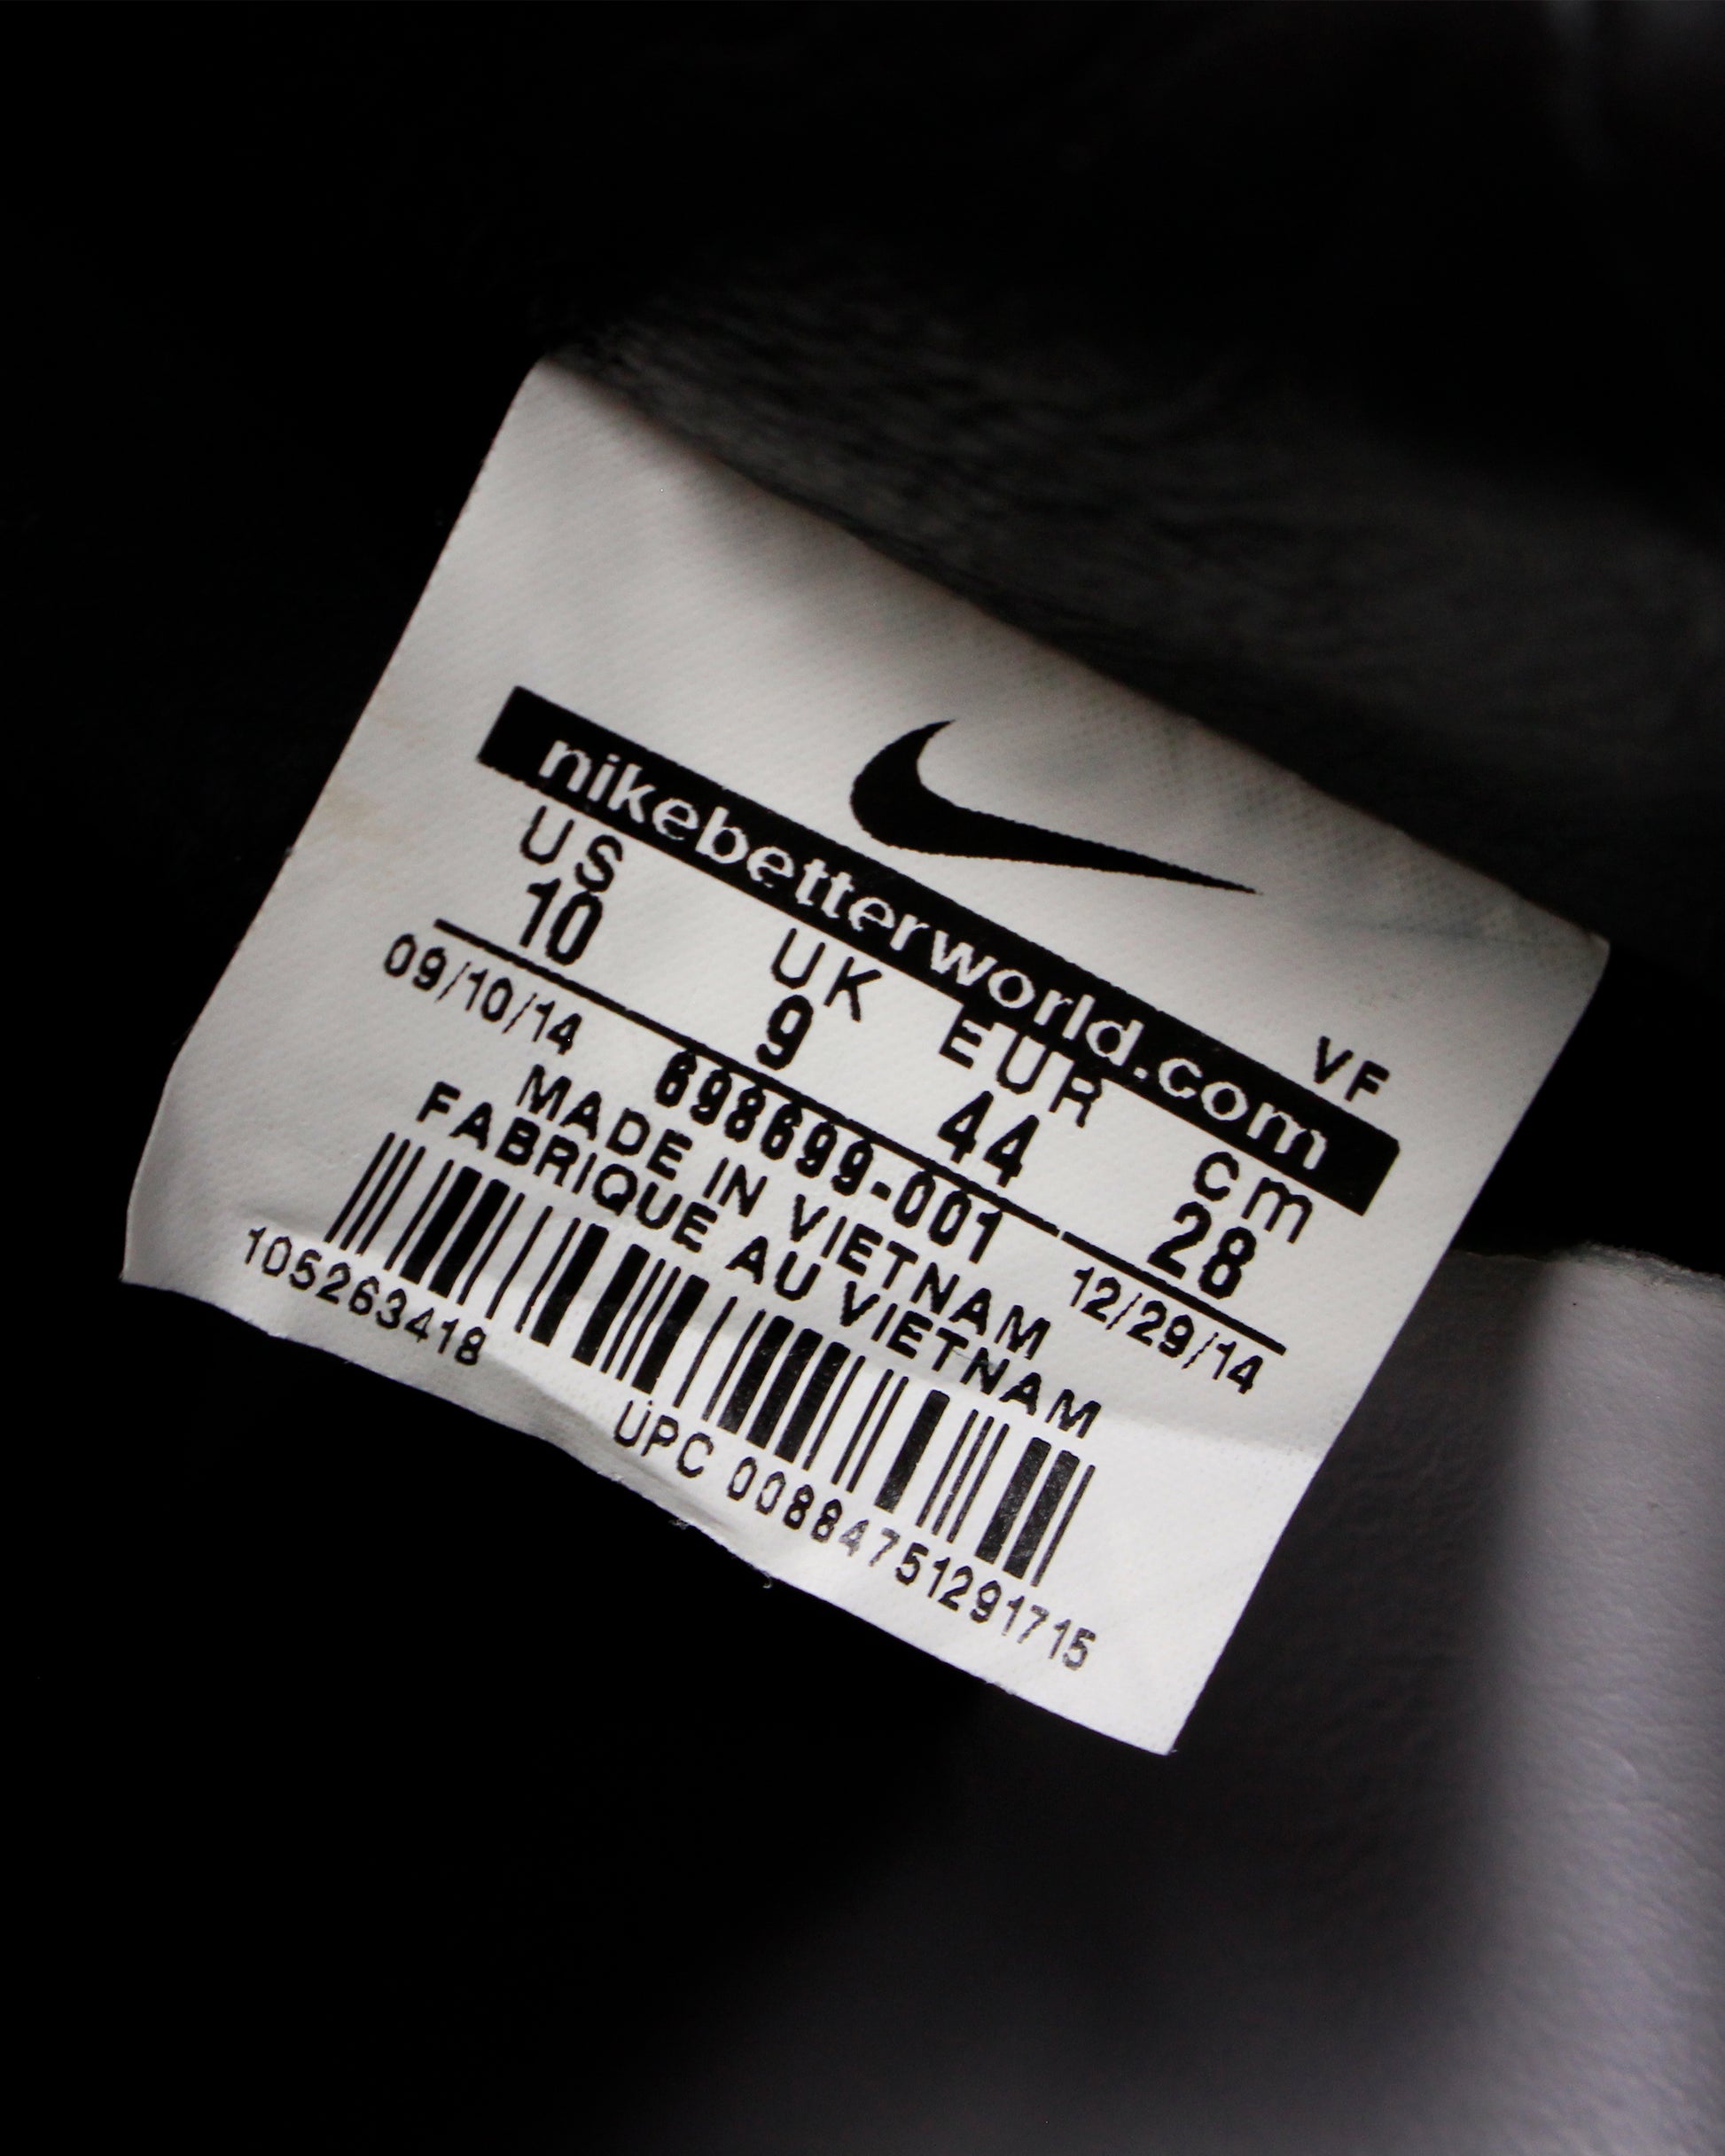 VF
nikebetterworld.com
US UK EUR cm
10 9 44 28
09/10/14 698699-001 12/29/14
MADE IN VIETNAM
FABRIQUE AU VIETNAM
105263418 UPC 00884751291715